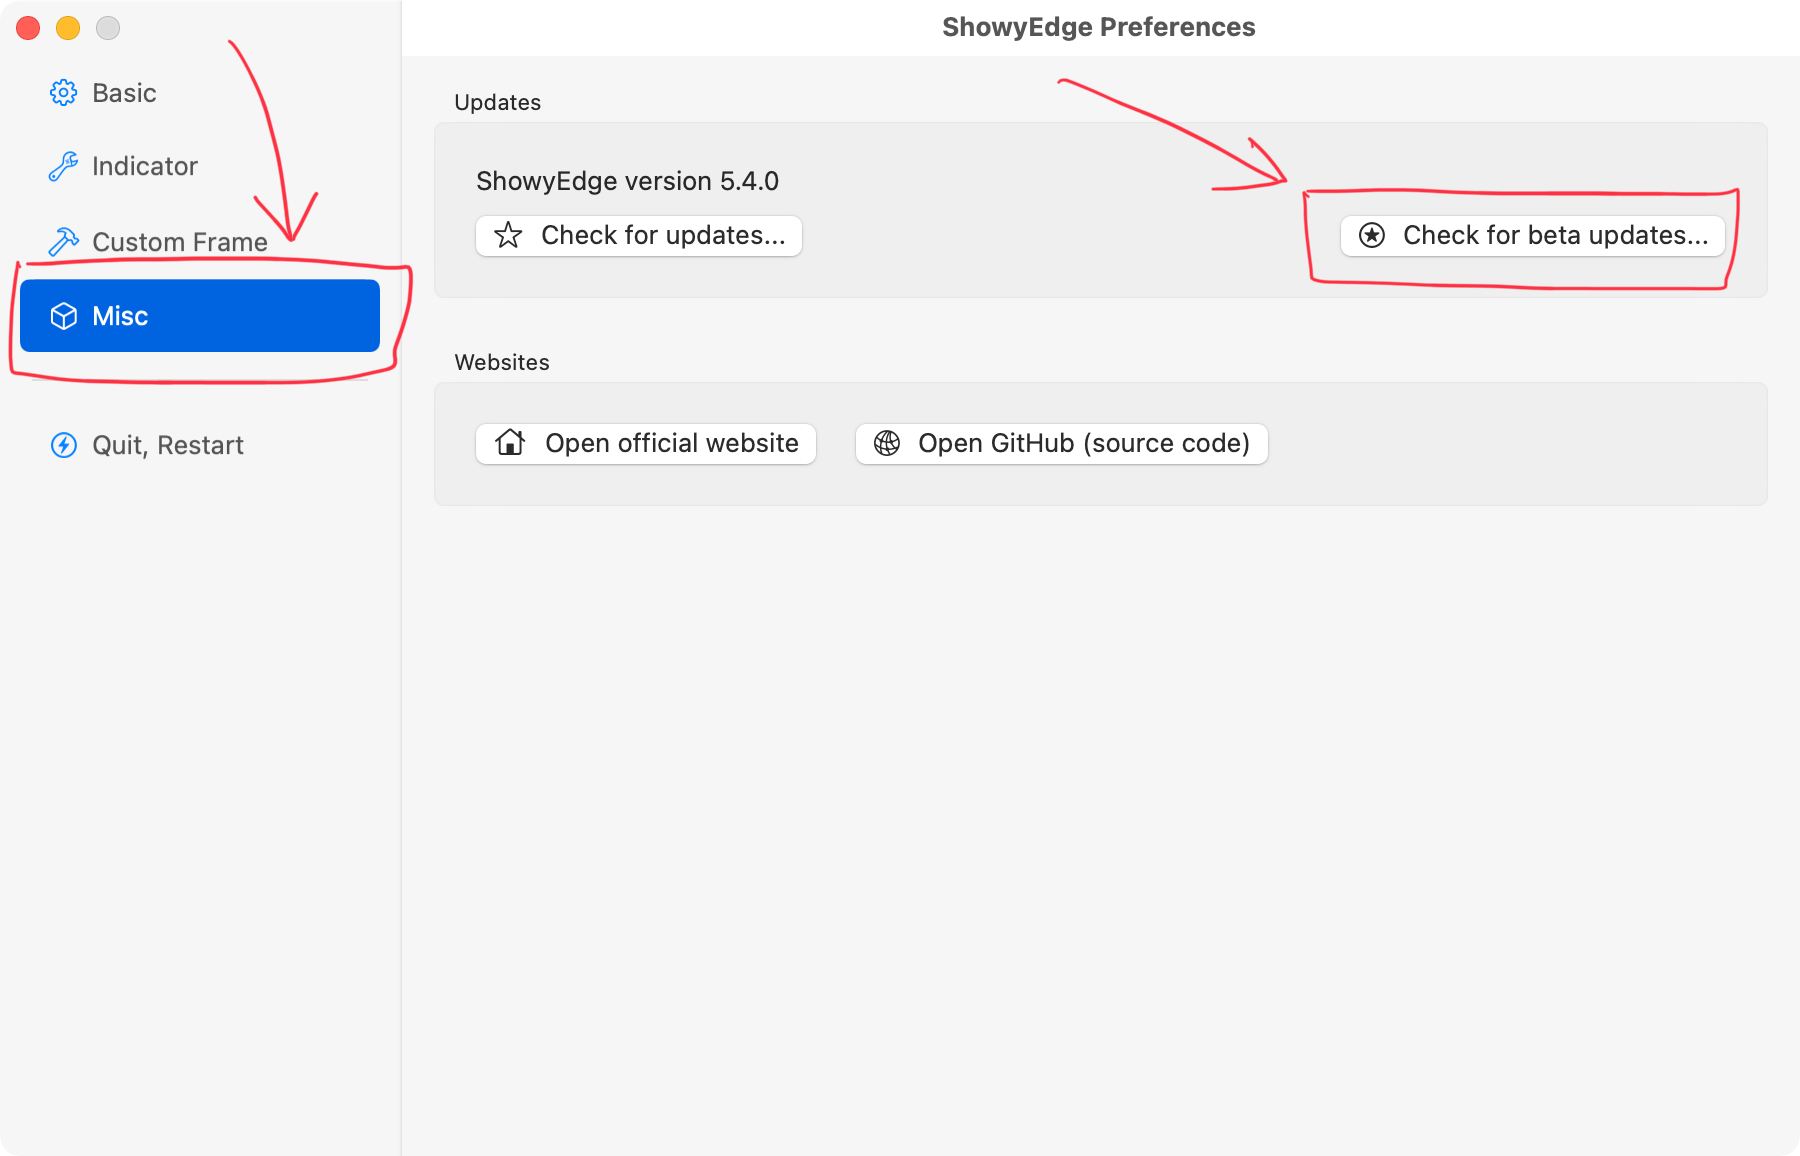 ShowyEdge Preferences
Basic
Indicator
Custom Frame
Misc
Quit, Restart
Updates
ShowyEdge version 5.4.0
Check for updates...
Check for beta updates...
Websites
Open official website
Open GitHub (source code)